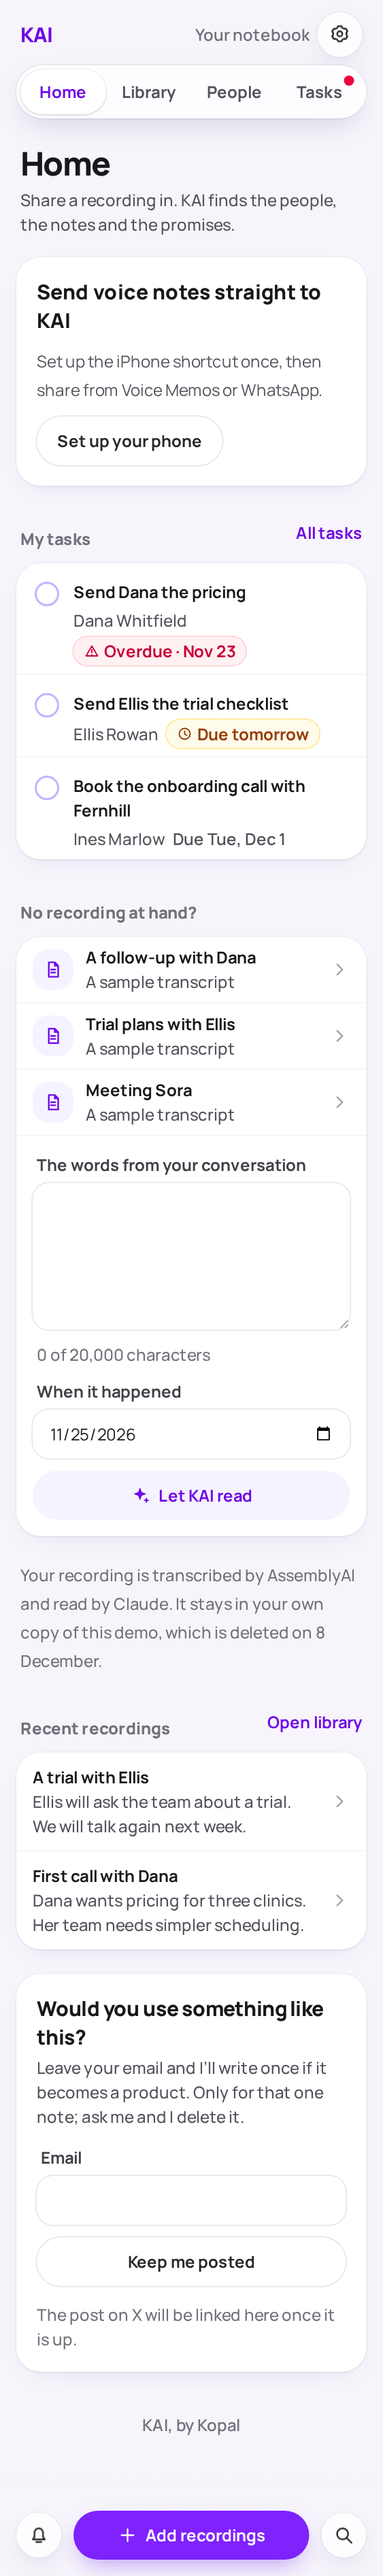 KAI
Your notebook
Home
Library
People
Tasks
Home
Share a recording in. KAI finds the people,
the notes and the promises.
Send voice notes straight to
KAI
Set up the iPhone shortcut once, then
share from Voice Memos or WhatsApp.
Set up your phone
My tasks
All tasks
Send Dana the pricing
Dana Whitfield
Overdue · Nov 23
Send Ellis the trial checklist
Ellis Rowan
Due tomorrow
Book the onboarding call with
Fernhill
Ines Marlow Due Tue, Dec 1
No recording at hand?
A follow-up with Dana
A sample transcript
Trial plans with Ellis
A sample transcript
Meeting Sora
A sample transcript
The words from your conversation
0 of 20,000 characters
When it happened
11/25/2026
Let KAI read
Your recording is transcribed by AssemblyAI
and read by Claude. It stays in your own
copy of this demo, which is deleted on 8
December.
Recent recordings
Open library
A trial with Ellis
Ellis will ask the team about a trial.
We will talk again next week.
First call with Dana
Dana wants pricing for three clinics.
Her team needs simpler scheduling.
Would you use something like
this?
Leave your email and I'll write once if it
becomes a product. Only for that one
note; ask me and I delete it.
Email
Keep me posted
The post on X will be linked here once it
is up.
KAI, by Kopal
Add recordings